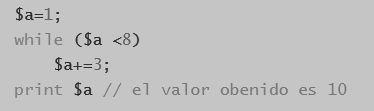 $a=1;
while ($a <8)
    $a+=3;
print $a // el valor obenido es 10